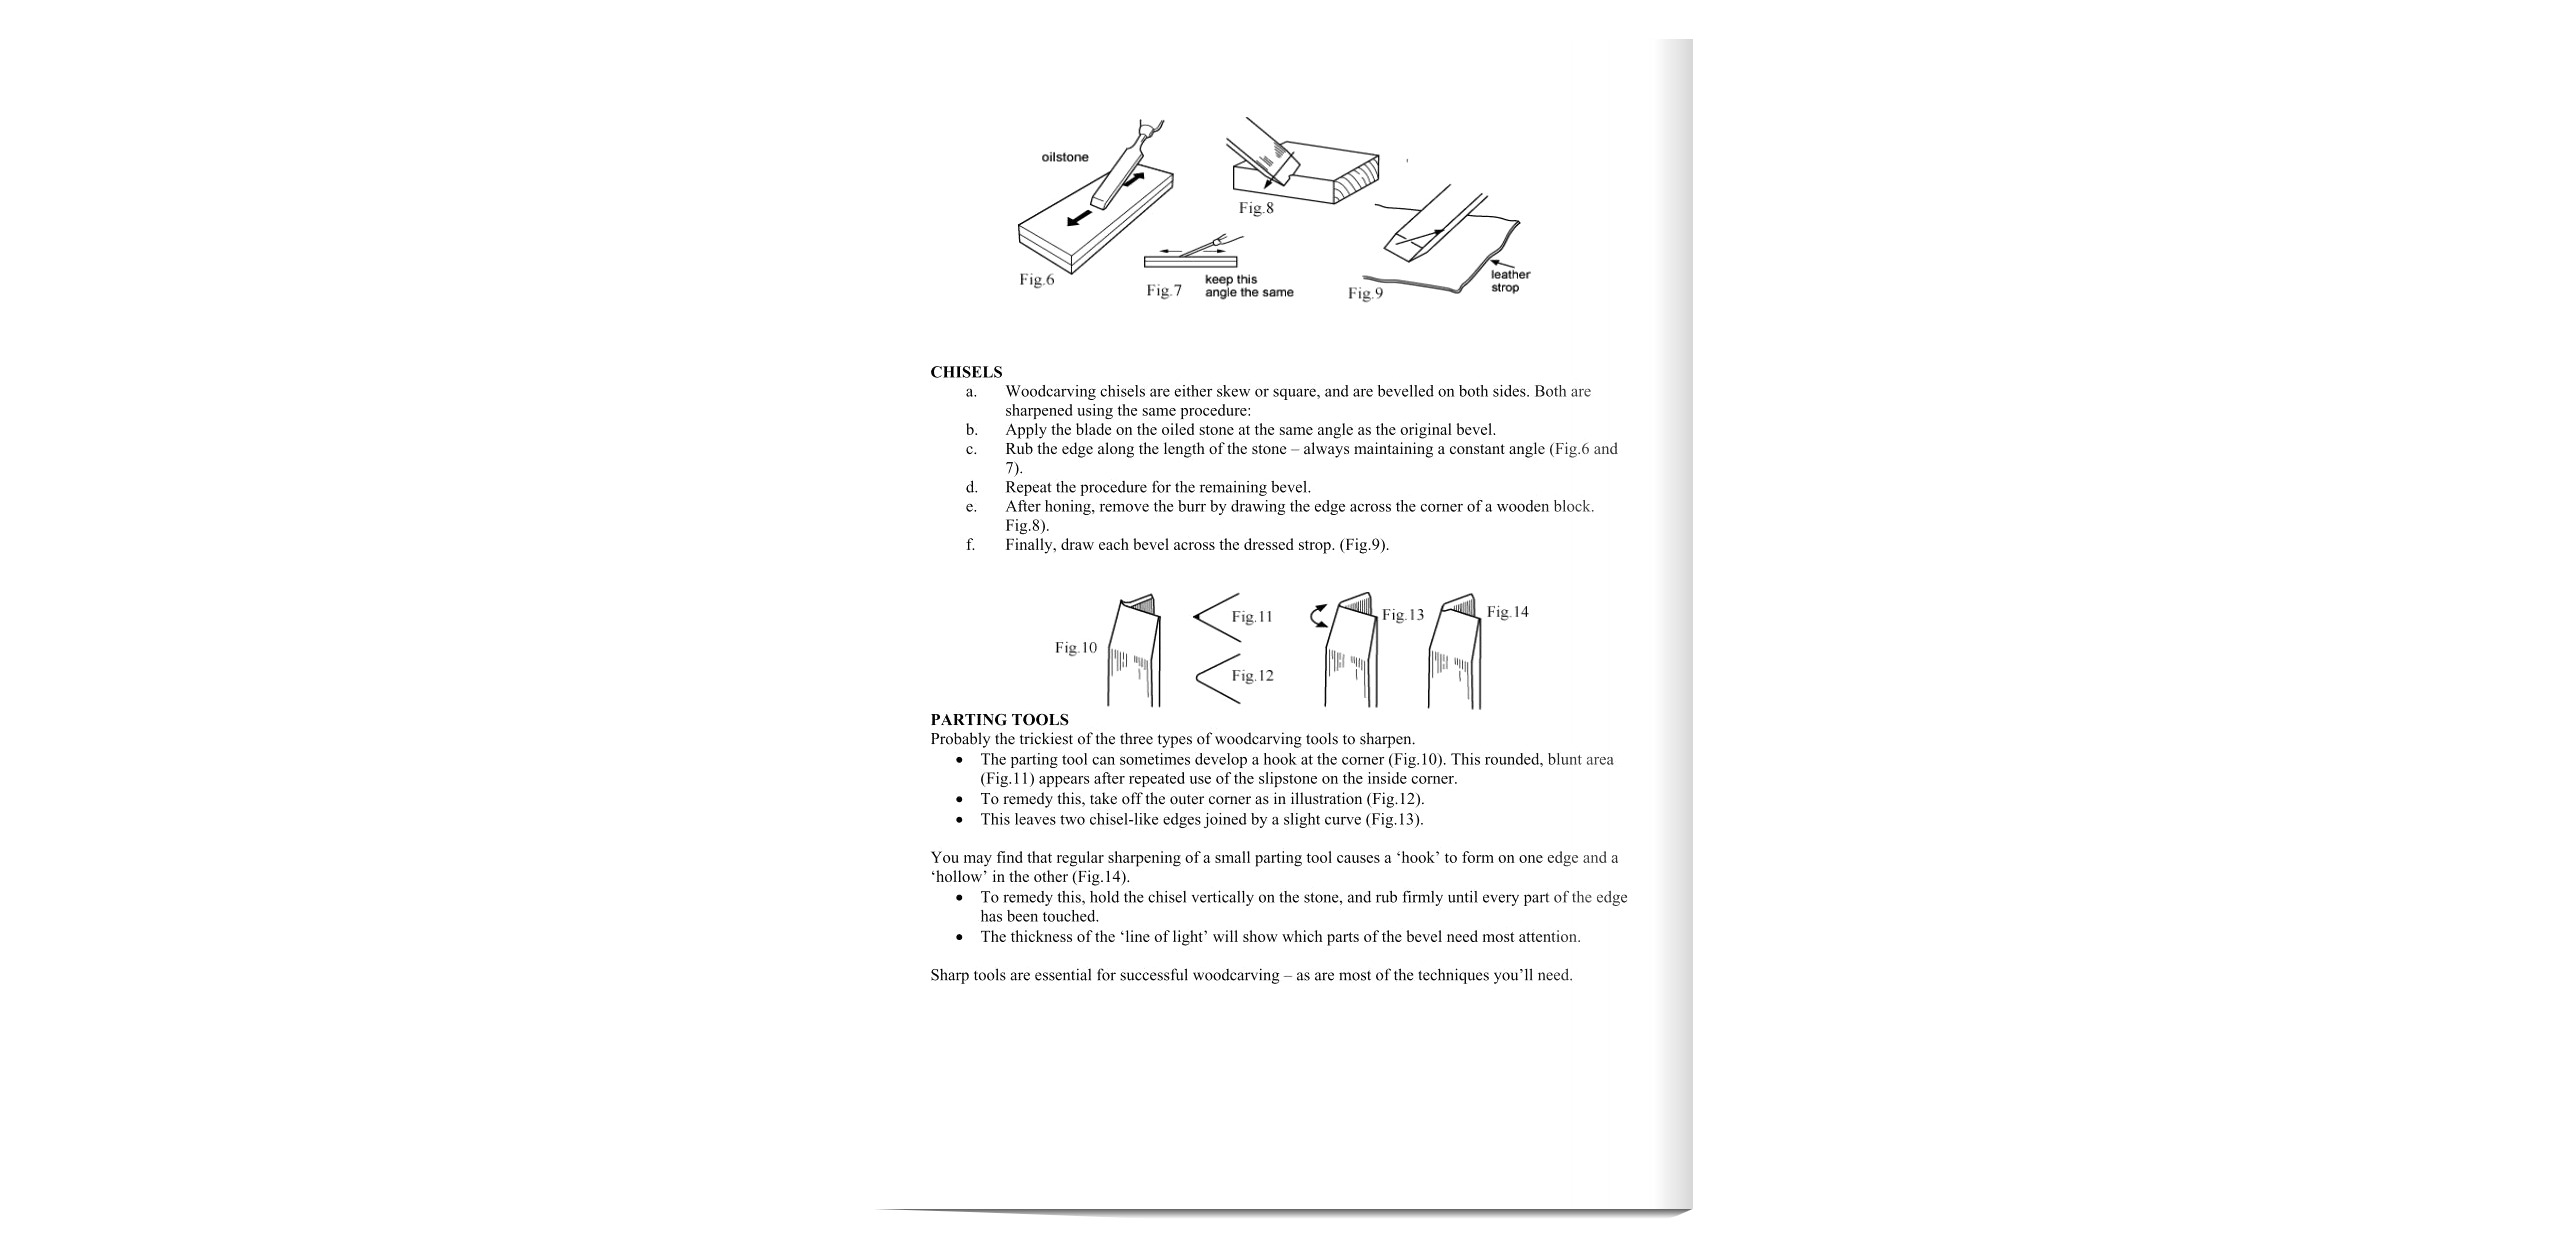 oilstone
Fig.8
Fig.6
Fig.7
keep this
angle the same
Fig.9
leather
strop
CHISELS
a. Woodcarving chisels are either skew or square, and are bevelled on both sides. Both are
sharpened using the same procedure:
b. Apply the blade on the oiled stone at the same angle as the original bevel.
c. Rub the edge along the length of the stone – always maintaining a constant angle (Fig.6 and
7).
d. Repeat the procedure for the remaining bevel.
e. After honing, remove the burr by drawing the edge across the corner of a wooden block.
Fig.8).
f. Finally, draw each bevel across the dressed strop. (Fig.9).
Fig.10
Fig.11
Fig.12
Fig.13
Fig.14
PARTING TOOLS
Probably the trickiest of the three types of woodcarving tools to sharpen.
• The parting tool can sometimes develop a hook at the corner (Fig.10). This rounded, blunt area
(Fig.11) appears after repeated use of the slipstone on the inside corner.
• To remedy this, take off the outer corner as in illustration (Fig.12).
• This leaves two chisel-like edges joined by a slight curve (Fig.13).
You may find that regular sharpening of a small parting tool causes a ‘hook’ to form on one edge and a
‘hollow’ in the other (Fig.14).
• To remedy this, hold the chisel vertically on the stone, and rub firmly until every part of the edge
has been touched.
• The thickness of the ‘line of light’ will show which parts of the bevel need most attention.
Sharp tools are essential for successful woodcarving – as are most of the techniques you’ll need.